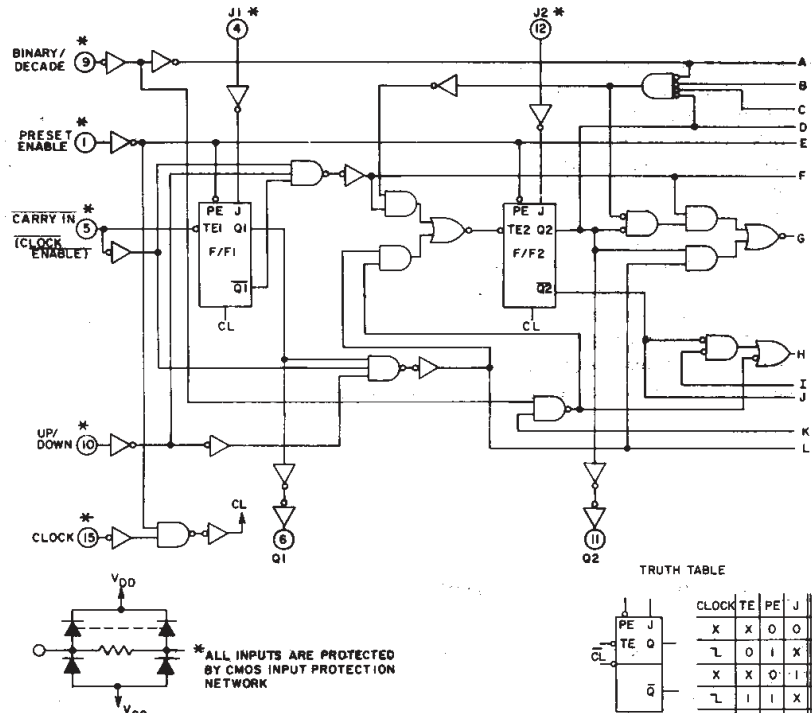 J1 *
4
J2 *
12
*
BINARY/
DECADE
9
A
B
C
D
*
PRESET
ENABLE
1
E
F
*
CARRY IN
5
(CLOCK
ENABLE)
PE J
TE1 Q1
F/F1
Q1
CL
PE J
TE2 Q2
F/F2
Q2
CL
G
H
I
J
K
L
*
UP/
DOWN
10
*
CLOCK
15
CL
6
Q1
11
Q2
VDD
* ALL INPUTS ARE PROTECTED
BY CMOS INPUT PROTECTION
NETWORK
TRUTH TABLE
PE J
TE Q
CL
Q
CLOCK TE PE J
X X 0 0
0 1 X
X X 0 1
1 1 X